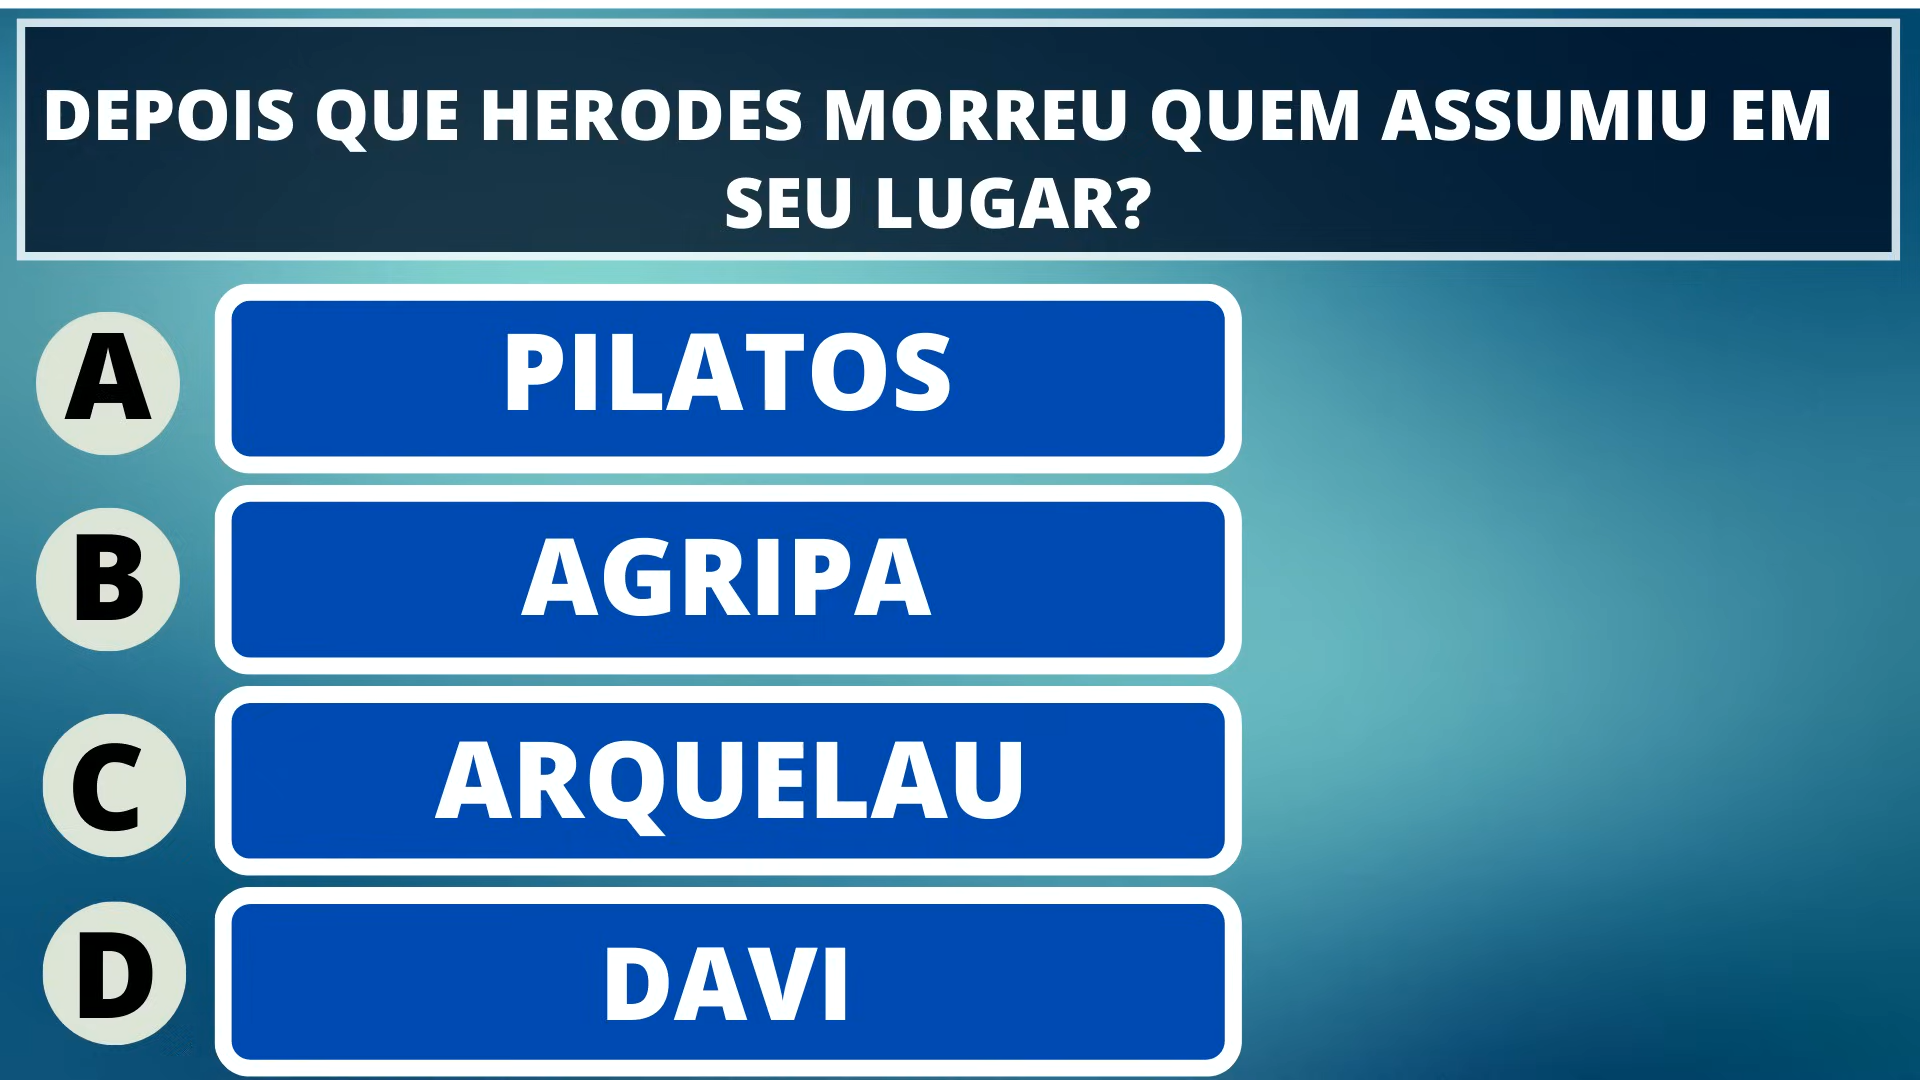 DEPOIS QUE HERODES MORREU QUEM ASSUMIU EM
SEU LUGAR?
A
PILATOS
B
AGRIPA
C
ARQUELAU
D
DAVI